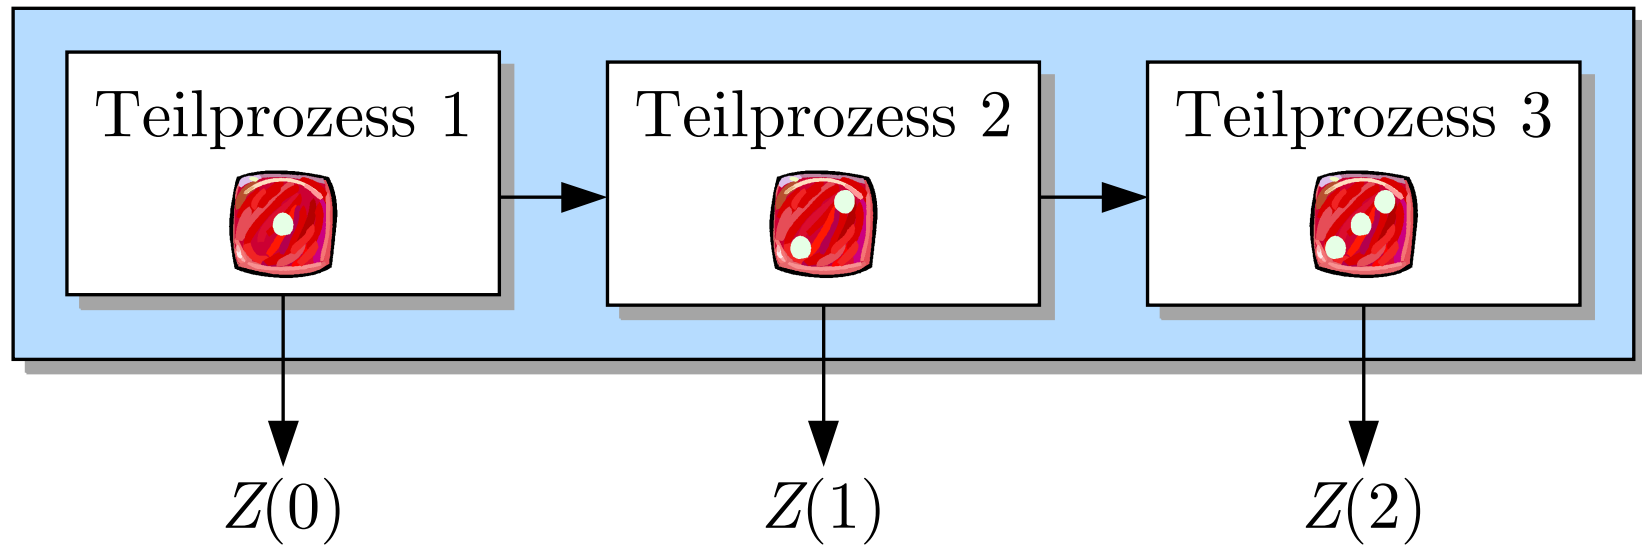 Teilprozess 1
Teilprozess 2
Teilprozess 3
Z(0)
Z(1)
Z(2)